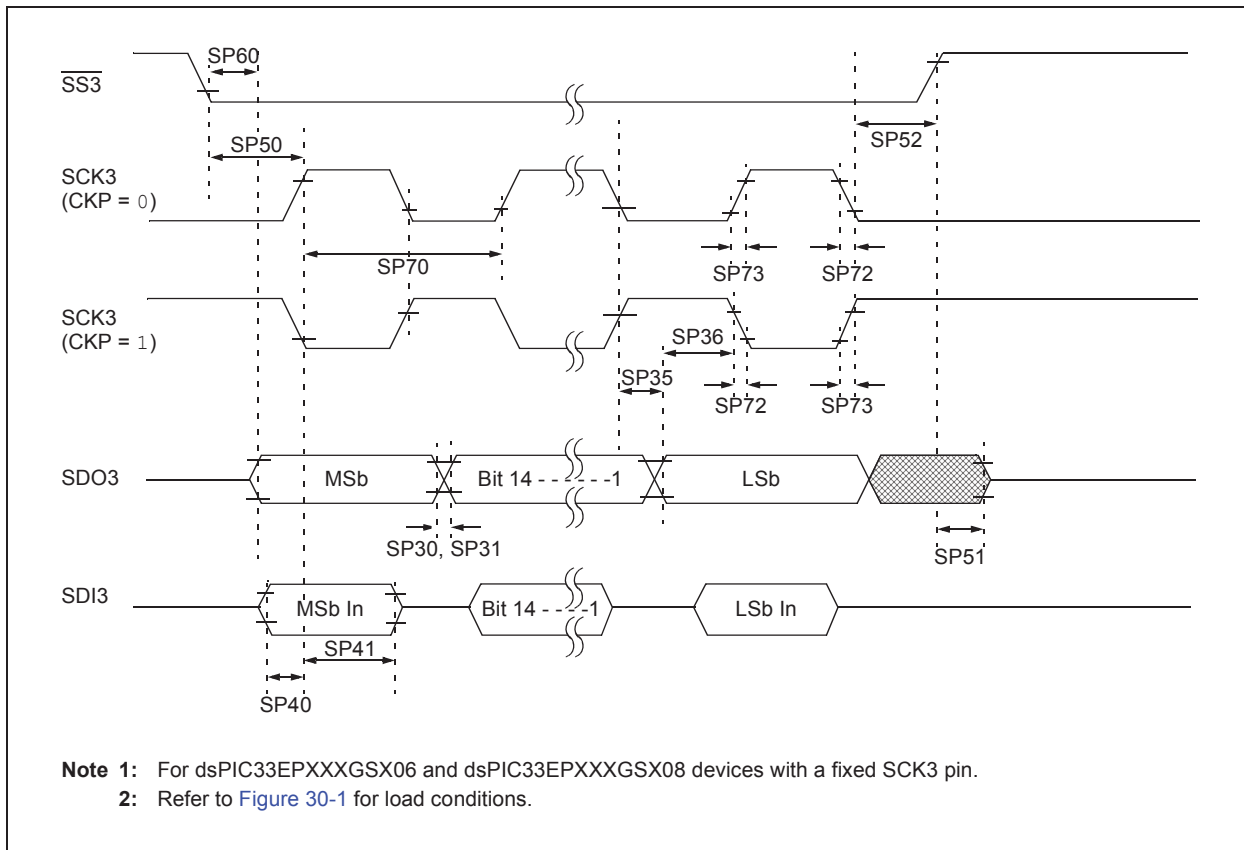 SP60
SS3
SP50
SP52
SCK3
(CKP = 0)
SP70
SP73
SP72
SCK3
(CKP = 1)
SP36
SP35
SP72
SP73
SDO3
MSb
Bit 14 - - - - - -1
LSb
SP30, SP31
SP51
SDI3
MSb In
Bit 14 - - - -1
LSb In
SP41
SP40
Note 1: For dsPIC33EPXXXGSX06 and dsPIC33EPXXXGSX08 devices with a fixed SCK3 pin.
2: Refer to Figure 30-1 for load conditions.